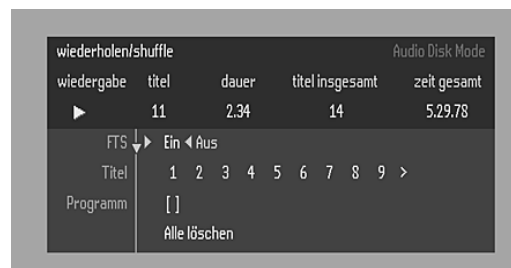 wiederholen/shuffle Audio Disk Mode
wiedergabe titel dauer titel insgesamt zeit gesamt
11 2.34 14 5.29.78
FTS Ein Aus
Titel 1 2 3 4 5 6 7 8 9 >
Programm [ ]
Alle löschen